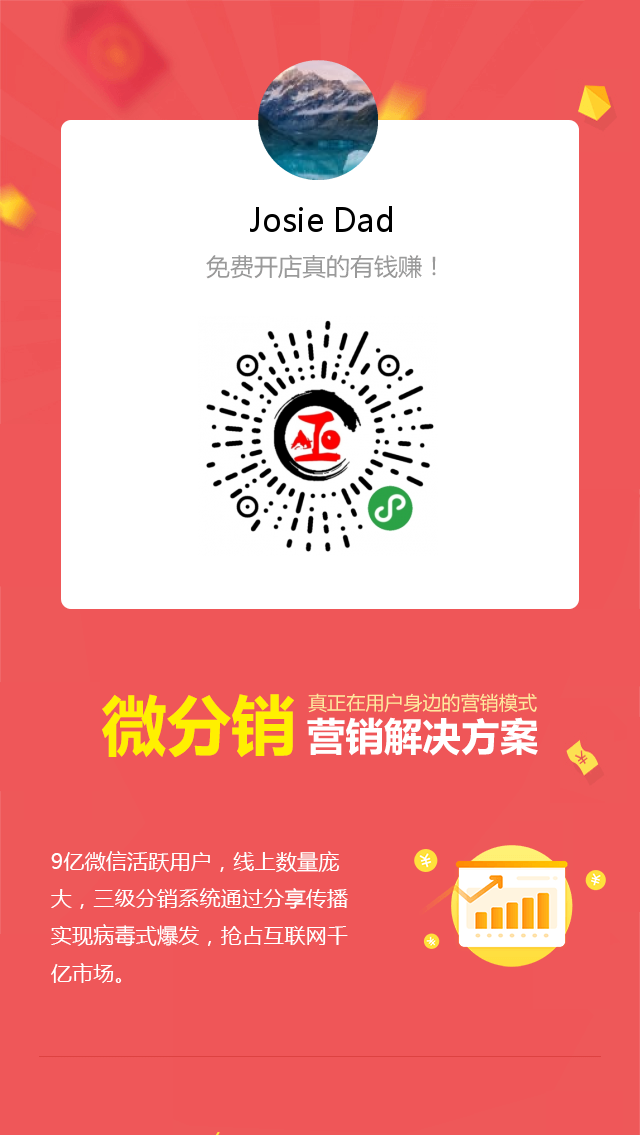 Josie Dad
免费开店真的有钱赚！
微分销
真正在用户身边的营销模式
营销解决方案
9亿微信活跃用户，线上数量庞
大，三级分销系统通过分享传播
实现病毒式爆发，抢占互联网千
亿市场。